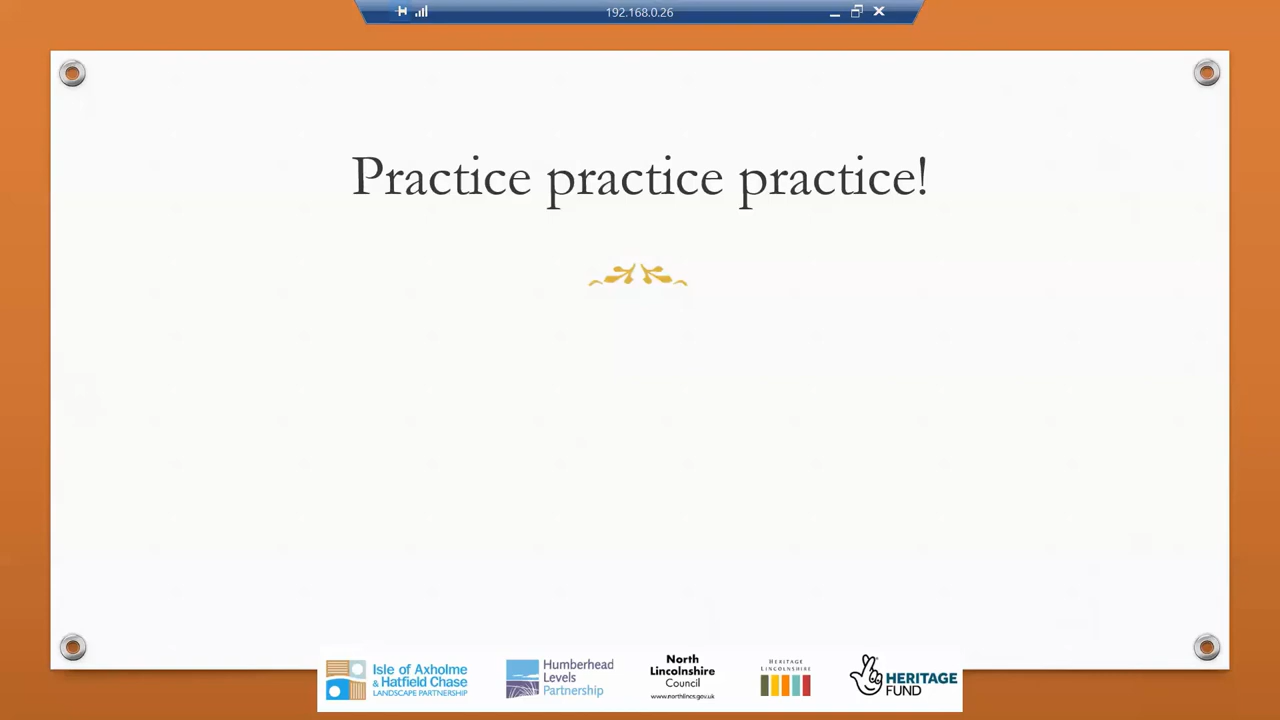 192.168.0.26
Practice practice practice!
Isle of Axholme
& Hatfield Chase
LANDSCAPE PARTNERSHIP
Humberhead
Levels
Partnership
North
Lincolnshire
Council
www.northlincs.gov.uk
HERITAGE
LINCOLNSHIRE
HERITAGE
FUND